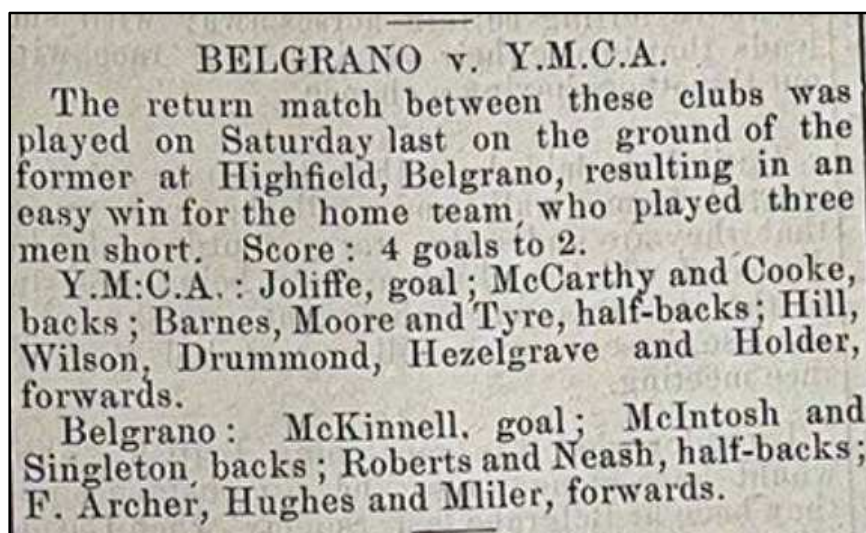 BELGRANO v. Y.M.C.A.
The return match between these clubs was
played on Saturday last on the ground of the
former at Highfield, Belgrano, resulting in an
easy win for the home team, who played three
men short. Score : 4 goals to 2.
Y.M:C.A. : Joliffe, goal ; McCarthy and Cooke,
backs ; Barnes, Moore and Tyre, half-backs ; Hill,
Wilson, Drummond, Hezelgrave and Holder,
forwards.
Belgrano : McKinnell. goal ; McIntosh and
Singleton, backs ; Roberts and Neash, half-backs ;
F. Archer, Hughes and Mliler, forwards.